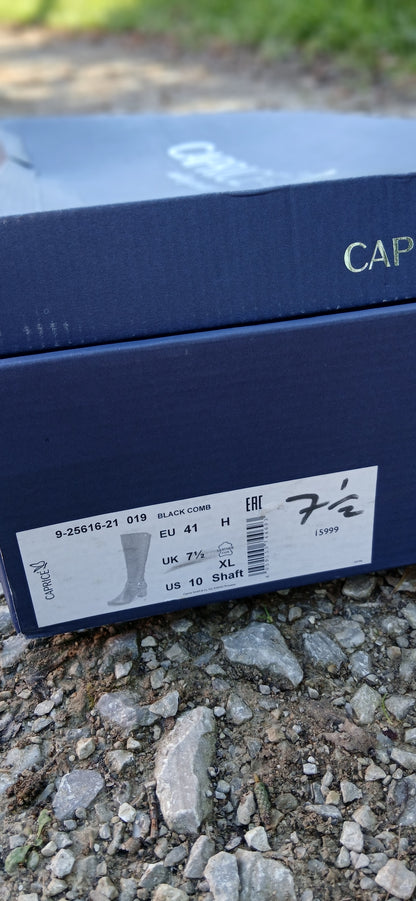 CAP
9-25616-21 019 BLACK COMB
EU 41 H
UK 7½ XL
US 10 Shaft
CAPRICE
EAC
7½
15999